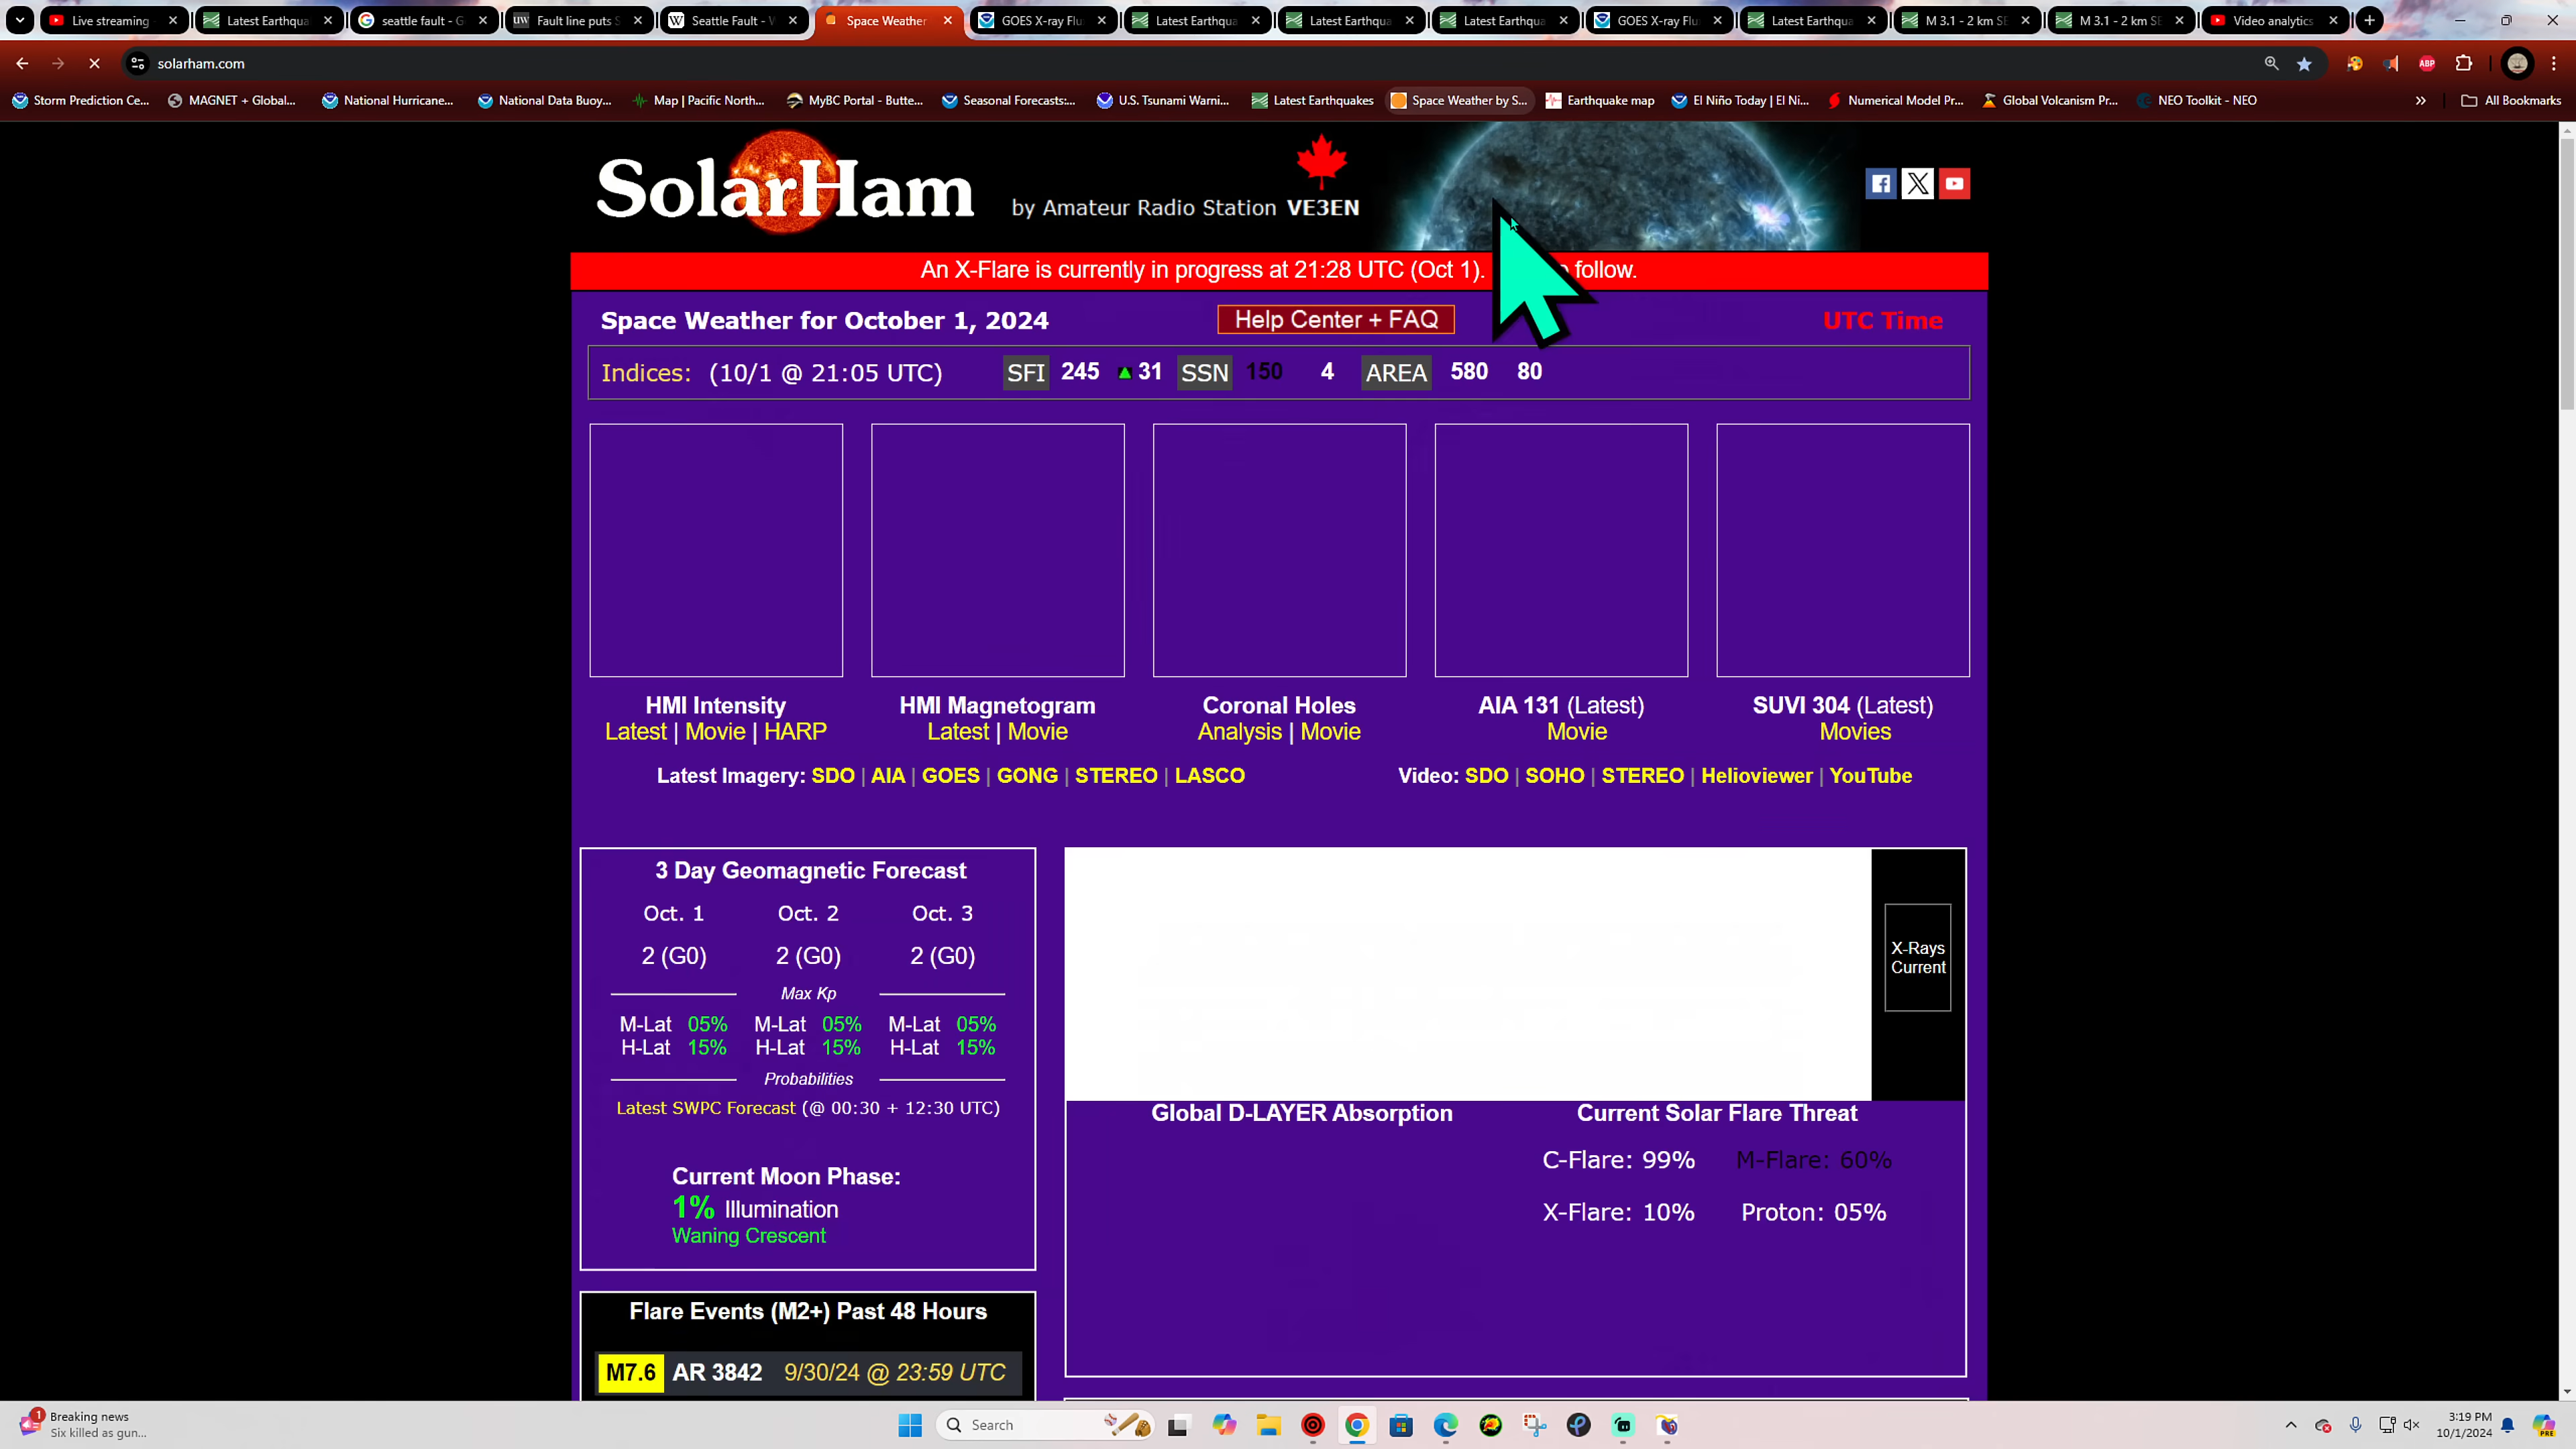 Live streaming
Latest Earthqua
seattle fault - G
UW Fault line puts S
W Seattle Fault - W
Space Weather
GOES X-ray Flu
Latest Earthqua
Latest Earthqua
Latest Earthqua
GOES X-ray Flu
Latest Earthqua
M 3.1 - 2 km SE
M 3.1 - 2 km SE
Video analytics
solarham.com
ABP
Storm Prediction Ce...
MAGNET + Global...
National Hurricane...
National Data Buoy...
Map | Pacific North...
MyBC Portal - Butte...
Seasonal Forecasts:...
U.S. Tsunami Warni...
Latest Earthquakes
Space Weather by S...
Earthquake map
El Niño Today | El Ni...
Numerical Model Pr...
Global Volcanism Pr...
NEO Toolkit - NEO
All Bookmarks
SolarHam
by Amateur Radio Station VE3EN
An X-Flare is currently in progress at 21:28 UTC (Oct 1). follow.
Space Weather for October 1, 2024
Help Center + FAQ
UTC Time
Indices: (10/1 @ 21:05 UTC) SFI 245 31 SSN 150 4 AREA 580 80
HMI Intensity
Latest | Movie | HARP
HMI Magnetogram
Latest | Movie
Coronal Holes
Analysis | Movie
AIA 131 (Latest)
Movie
SUVI 304 (Latest)
Movies
Latest Imagery: SDO | AIA | GOES | GONG | STEREO | LASCO
Video: SDO | SOHO | STEREO | Helioviewer | YouTube
3 Day Geomagnetic Forecast
Oct. 1 Oct. 2 Oct. 3
2 (G0) 2 (G0) 2 (G0)
Max Kp
M-Lat 05% M-Lat 05% M-Lat 05%
H-Lat 15% H-Lat 15% H-Lat 15%
Probabilities
Latest SWPC Forecast (@ 00:30 + 12:30 UTC)
Current Moon Phase:
1% Illumination
Waning Crescent
X-Rays
Current
Global D-LAYER Absorption
Current Solar Flare Threat
C-Flare: 99% M-Flare: 60%
X-Flare: 10% Proton: 05%
Flare Events (M2+) Past 48 Hours
M7.6 AR 3842 9/30/24 @ 23:59 UTC
1
Breaking news
Six killed as gun...
Search
3:19 PM
10/1/2024
PRE